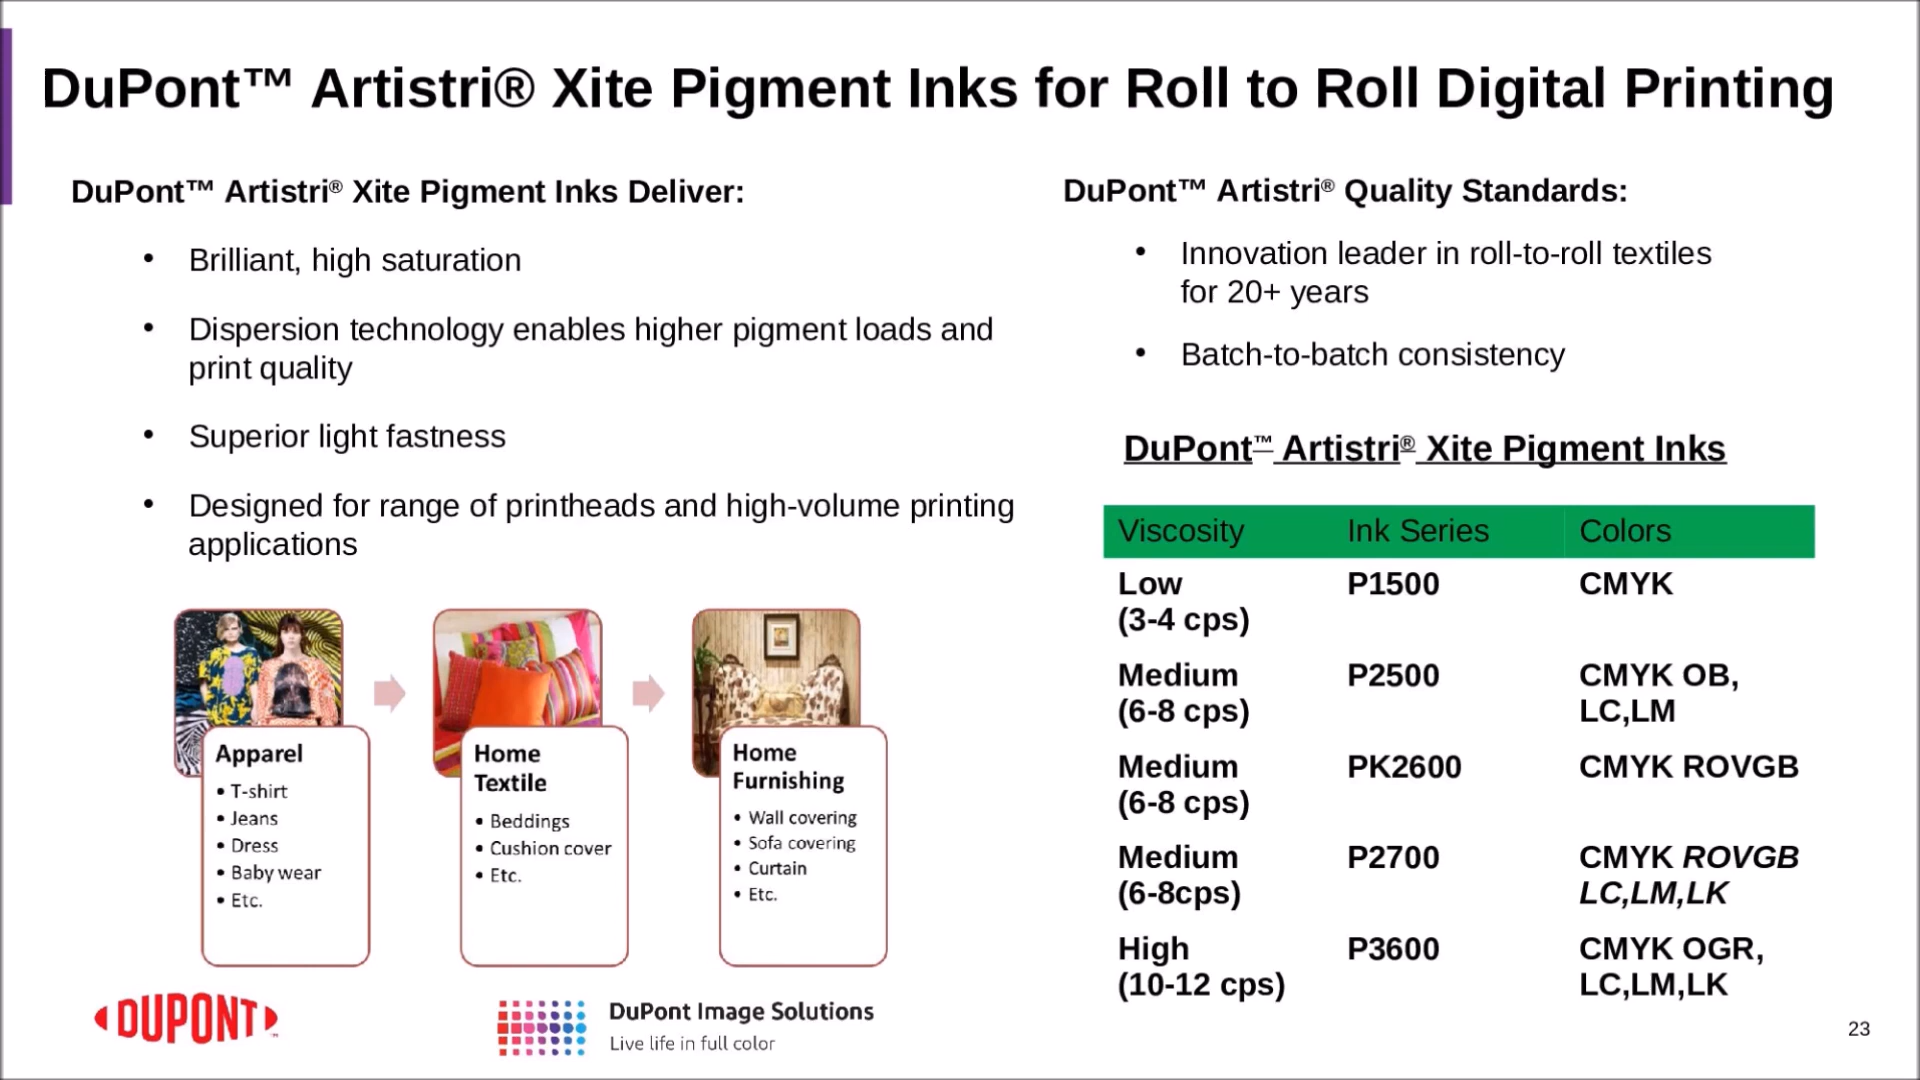 DuPont™ Artistri® Xite Pigment Inks for Roll to Roll Digital Printing
DuPont™ Artistri® Xite Pigment Inks Deliver:
• Brilliant, high saturation
• Dispersion technology enables higher pigment loads and
print quality
• Superior light fastness
• Designed for range of printheads and high-volume printing
applications
Apparel
• T-shirt
• Jeans
• Dress
• Baby wear
• Etc.
Home
Textile
• Beddings
• Cushion cover
• Etc.
Home
Furnishing
• Wall covering
• Sofa covering
• Curtain
• Etc.
DuPont™ Artistri® Quality Standards:
• Innovation leader in roll-to-roll textiles
for 20+ years
• Batch-to-batch consistency
DuPont™ Artistri® Xite Pigment Inks
Viscosity Ink Series Colors
Low P1500 CMYK
(3-4 cps)
Medium P2500 CMYK OB,
(6-8 cps) LC,LM
Medium PK2600 CMYK ROVGB
(6-8 cps)
Medium P2700 CMYK ROVGB
(6-8cps) LC,LM,LK
High P3600 CMYK OGR,
(10-12 cps) LC,LM,LK
DUPONT™
DuPont Image Solutions
Live life in full color
23